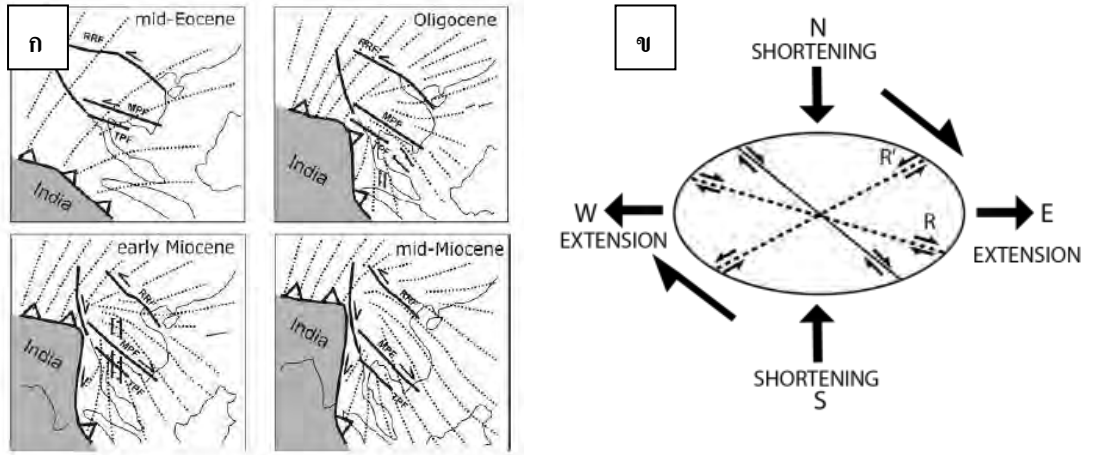 ก
mid-Eocene
RRF
MPF
TPF
India
Oligocene
RRF
MPF
TPF
India
early Miocene
RRF
MPF
TPF
India
mid-Miocene
RRF
MPF
TPF
India
ข
N
SHORTENING
R'
R
W
EXTENSION
E
EXTENSION
SHORTENING
S